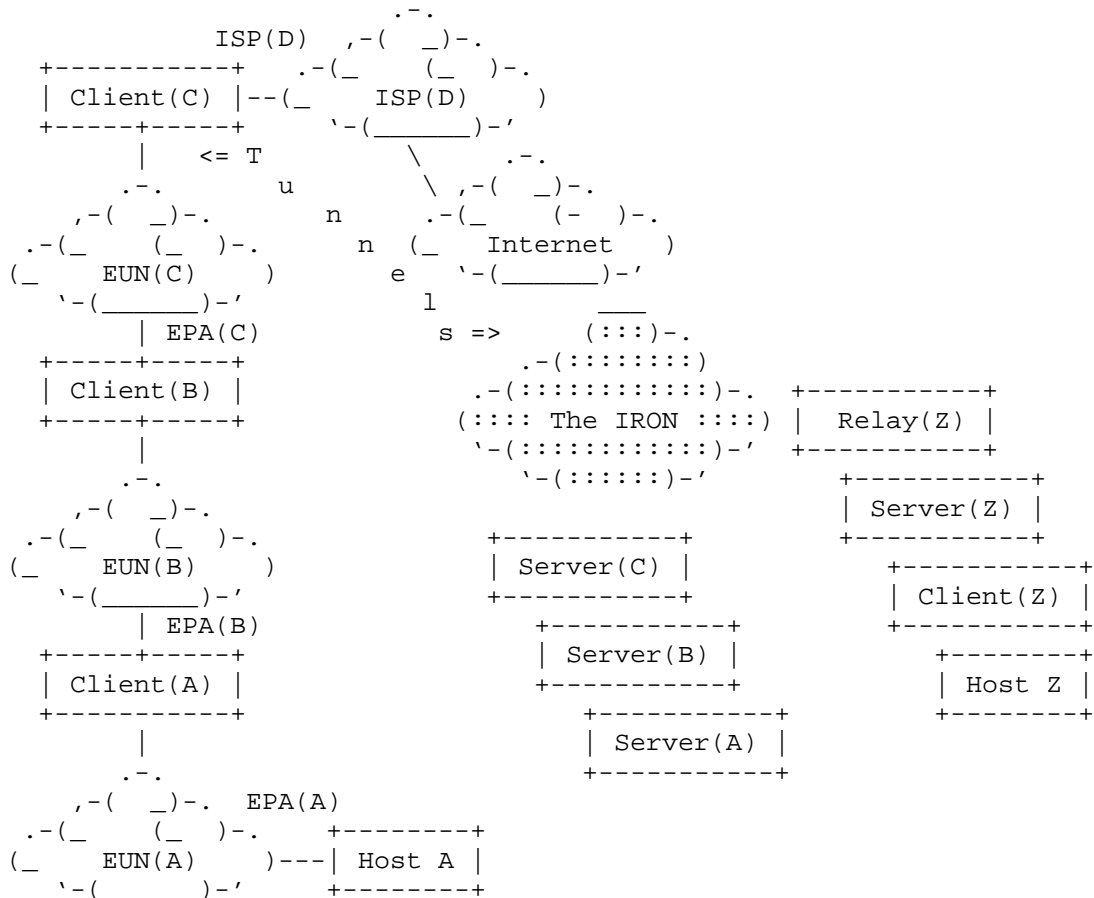 ISP(D)
Client(C) ISP(D)
<= T
u
n
n Internet
EUN(C) e
l
EPA(C) s =>
Client(B)
The IRON Relay(Z)
Server(Z)
EUN(B) Server(C)
Client(Z)
EPA(B)
Server(B)
Client(A) Host Z
Server(A)
EPA(A)
EUN(A) Host A